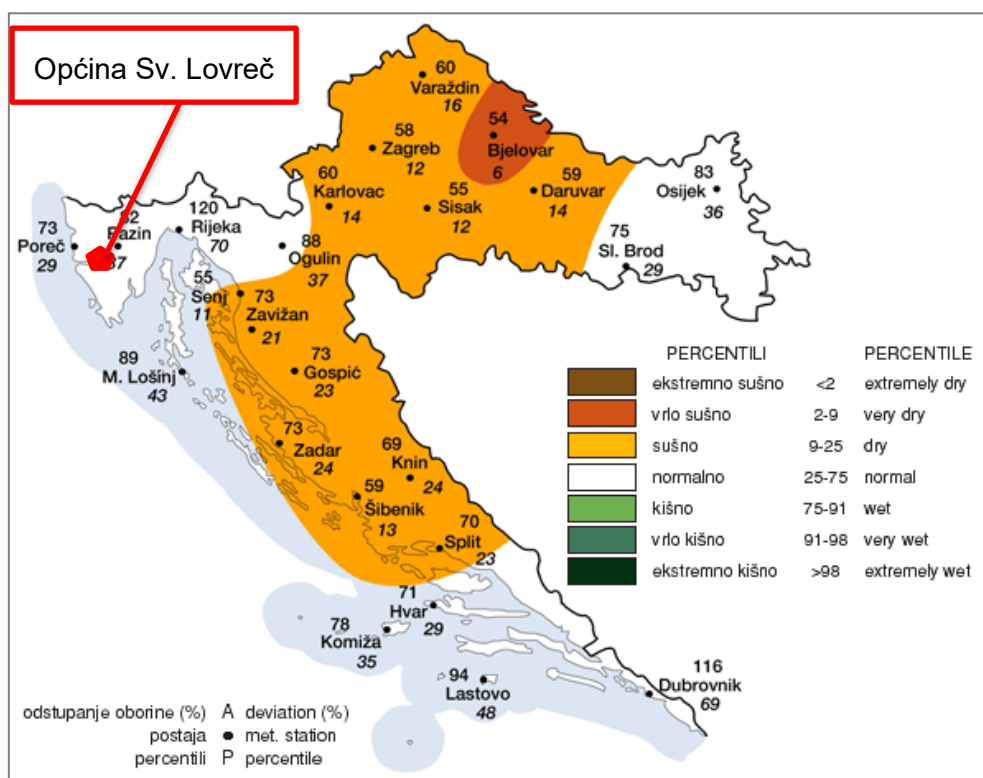 Općina Sv. Lovreč
60
Varaždin
16
54
Bjelovar
6
58
Zagreb
12
60
Karlovac
14
55
Sisak
12
59
Daruvar
14
83
Osijek
36
75
Sl. Brod
29
73
Poreč
29
Pazin
120
Rijeka
70
88
Ogulin
37
55
Senj
11
73
Zavižan
21
89
M. Lošinj
43
73
Gospić
23
73
Zadar
24
69
Knin
24
59
Šibenik
13
70
Split
23
71
Hvar
29
78
Komiža
35
94
Lastovo
48
116
Dubrovnik
69
PERCENTILI PERCENTILE
ekstremno sušno <2 extremely dry
vrlo sušno 2-9 very dry
sušno 9-25 dry
normalno 25-75 normal
kišno 75-91 wet
vrlo kišno 91-98 very wet
ekstremno kišno >98 extremely wet
odstupanje oborine (%) A deviation (%)
postaja ● met. station
percentili P percentile